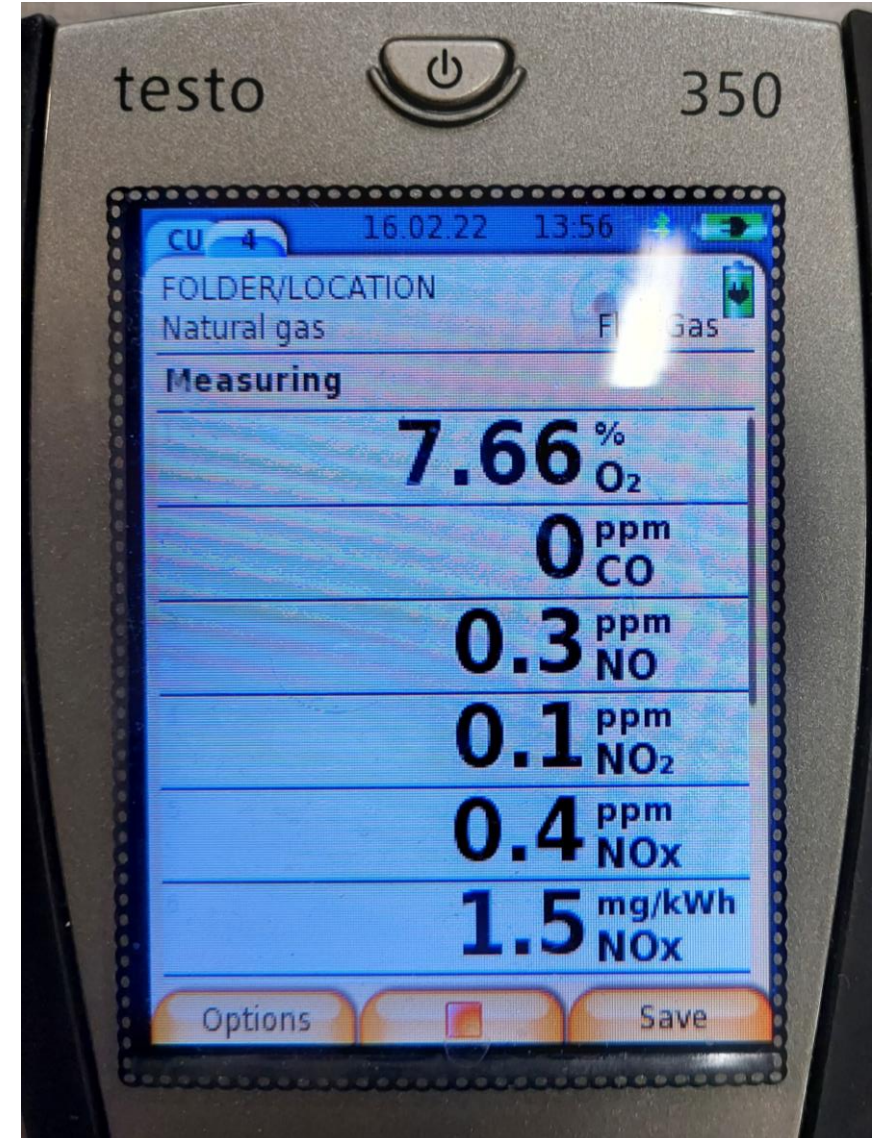 testo 350
CU 4 16.02.22 13:56
FOLDER/LOCATION
Natural gas Gas
Measuring
7.66 % O₂
0 ppm CO
0.3 ppm NO
0.1 ppm NO₂
0.4 ppm NOx
1.5 mg/kWh NOx
Options Save